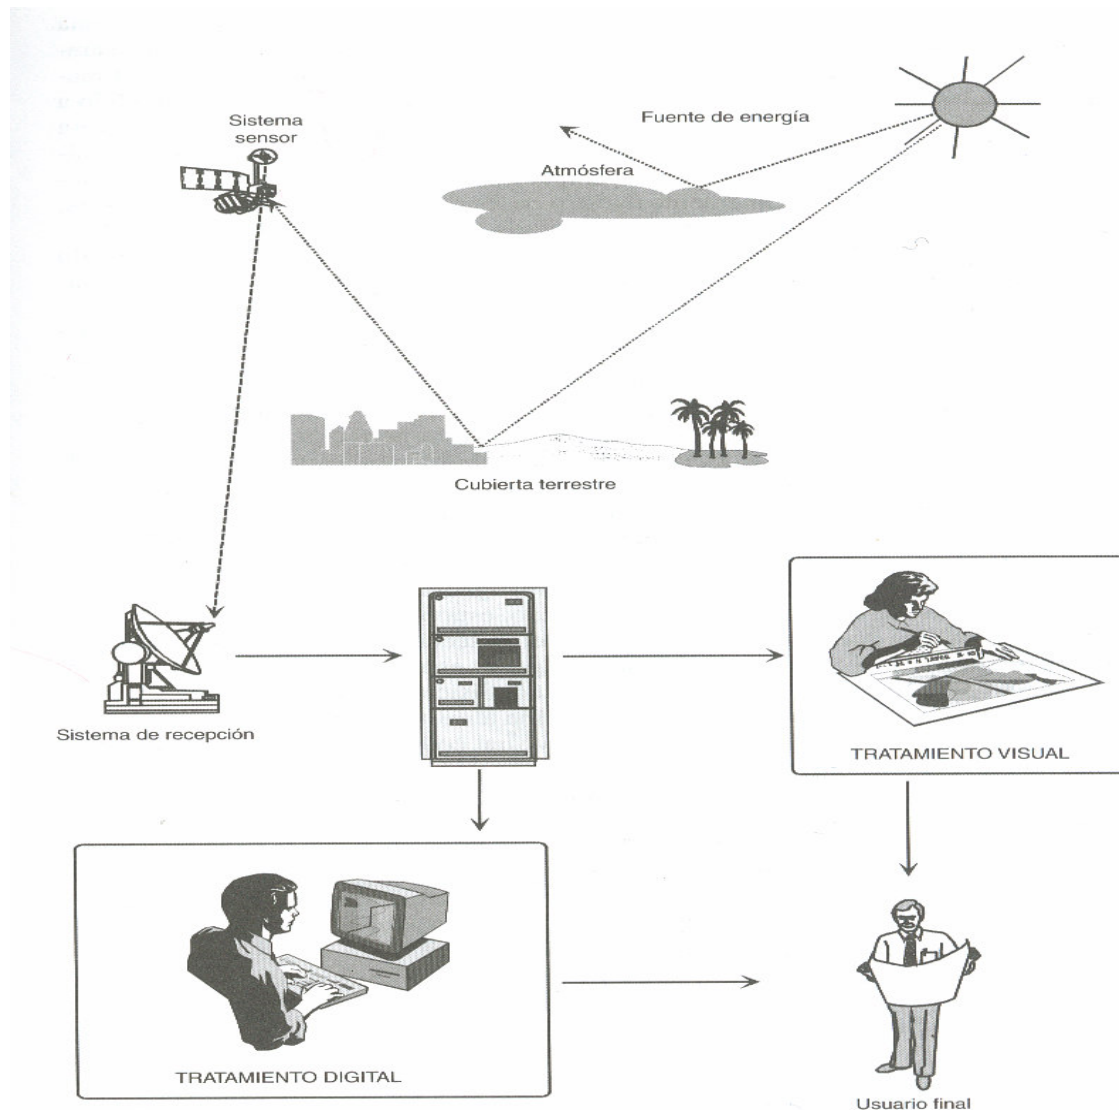 Sistema
sensor
Fuente de energía
Atmósfera
Cubierta terrestre
Sistema de recepción
TRATAMIENTO VISUAL
TRATAMIENTO DIGITAL
Usuario final